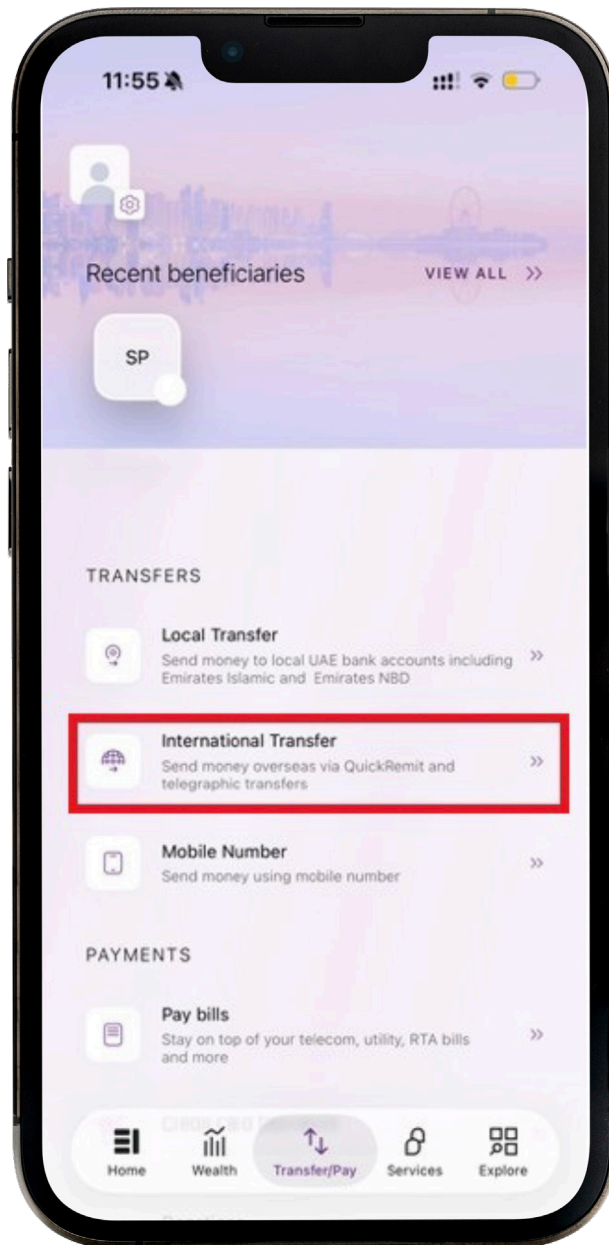 11:55
Recent beneficiaries
VIEW ALL
SP
TRANSFERS
Local Transfer
Send money to local UAE bank accounts including
Emirates Islamic and Emirates NBD
International Transfer
Send money overseas via QuickRemit and
telegraphic transfers
Mobile Number
Send money using mobile number
PAYMENTS
Pay bills
Stay on top of your telecom, utility, RTA bills
and more
Home
Wealth
Transfer/Pay
Services
Explore